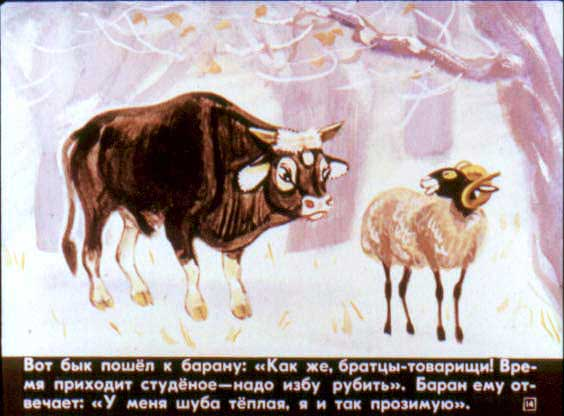 Вот бык пошёл к барану: «Как же, братцы-товарищи! Вре-
мя приходит студёное—надо избу рубить». Баран ему от-
вечает: «У меня шуба тёплая, я и так прозимую».
14